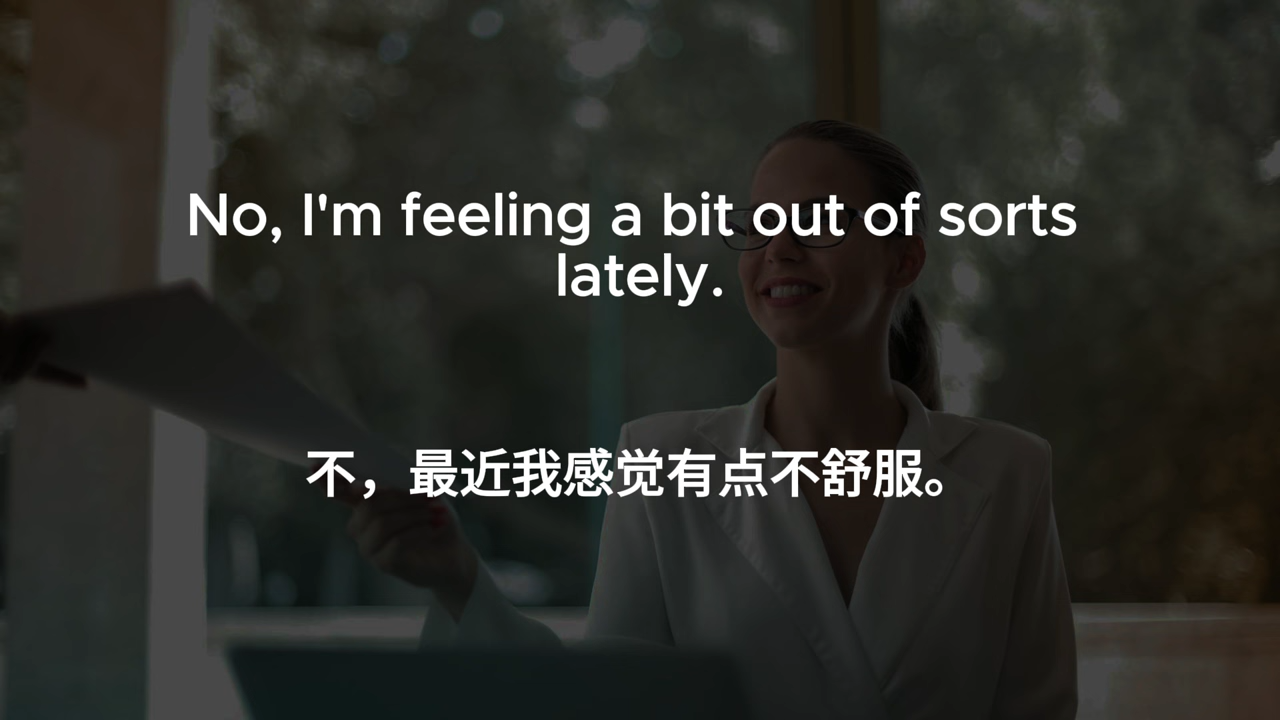 No, I'm feeling a bit out of sorts
lately.
不，最近我感觉有点不舒服。